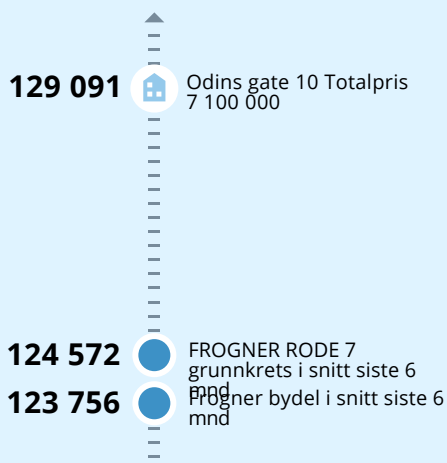 129 091 Odins gate 10 Totalpris
7 100 000
124 572 FROGNER RODE 7
grunnkrets i snitt siste 6
mnd
123 756 Frogner bydel i snitt siste 6
mnd